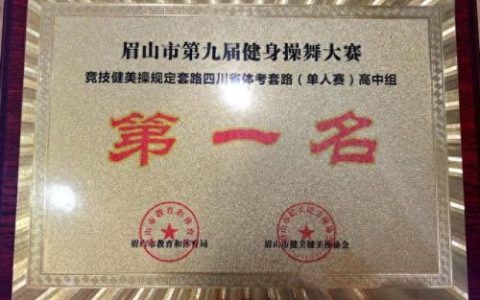 眉山市第九届健身操舞大赛
竞技健美操规定套路四川省体考套路（单人赛）高中组
第一名
眉山市教育和体育局
眉山市健美健美操协会